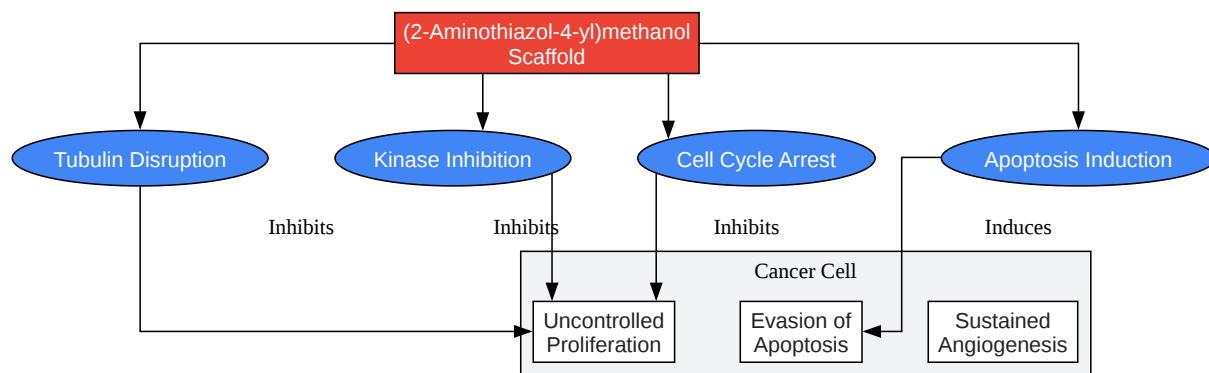 (2-Aminothiazol-4-yl)methanol
Scaffold
Tubulin Disruption
Kinase Inhibition
Cell Cycle Arrest
Apoptosis Induction
Inhibits
Inhibits
Inhibits
Induces
Cancer Cell
Uncontrolled
Proliferation
Evasion of
Apoptosis
Sustained
Angiogenesis